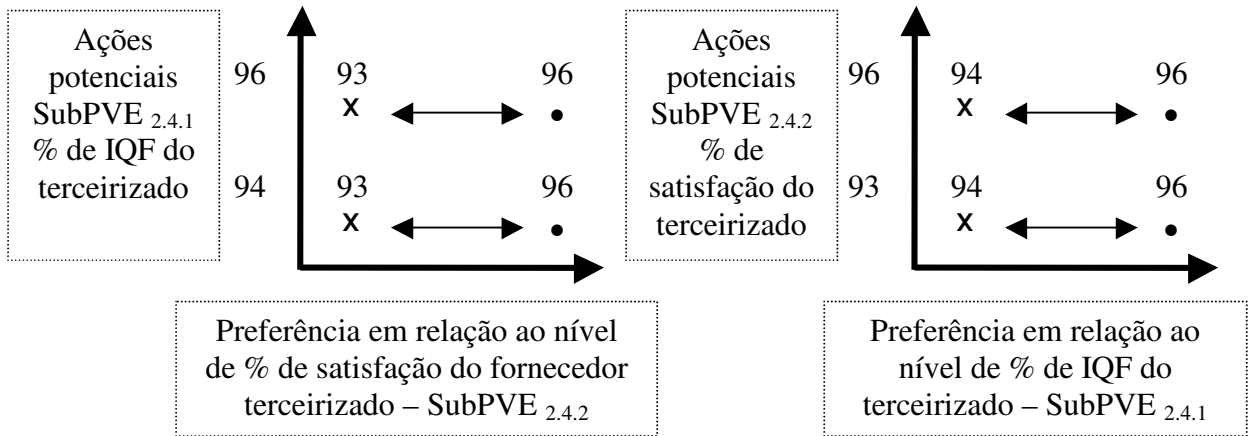 Ações
potenciais
SubPVE 2.4.1
% de IQF do
terceirizado
96 93 96
x •
94 93 96
x •
Preferência em relação ao nível
de % de satisfação do fornecedor
terceirizado – SubPVE 2.4.2
Ações
potenciais
SubPVE 2.4.2
% de
satisfação do
terceirizado
96 94 96
x •
93 94 96
x •
Preferência em relação ao
nível de % de IQF do
terceirizado – SubPVE 2.4.1